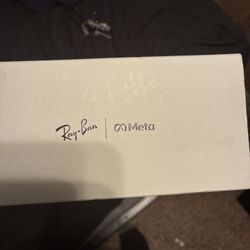 Ray-Ban | ∞ Meta